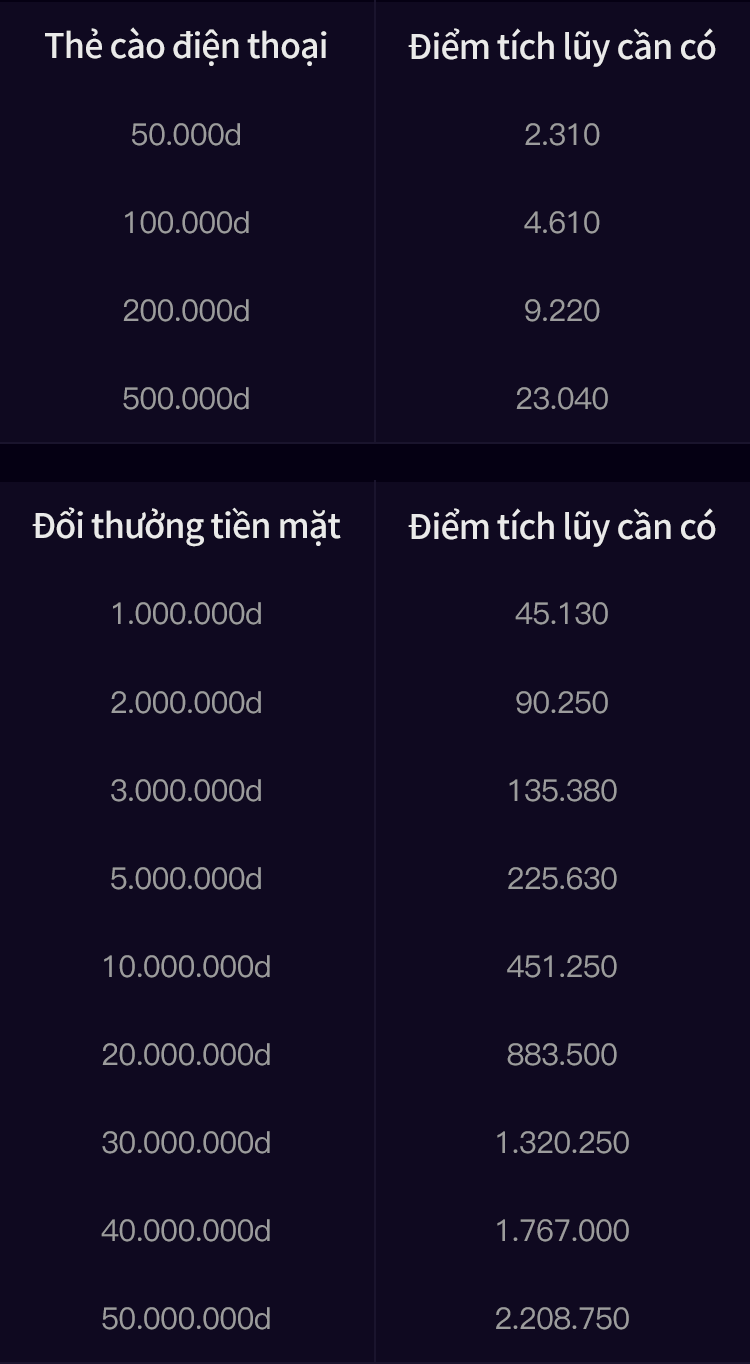 Thẻ cào điện thoại Điểm tích lũy cần có
50.000d 2.310
100.000d 4.610
200.000d 9.220
500.000d 23.040
Đổi thưởng tiền mặt Điểm tích lũy cần có
1.000.000d 45.130
2.000.000d 90.250
3.000.000d 135.380
5.000.000d 225.630
10.000.000d 451.250
20.000.000d 883.500
30.000.000d 1.320.250
40.000.000d 1.767.000
50.000.000d 2.208.750